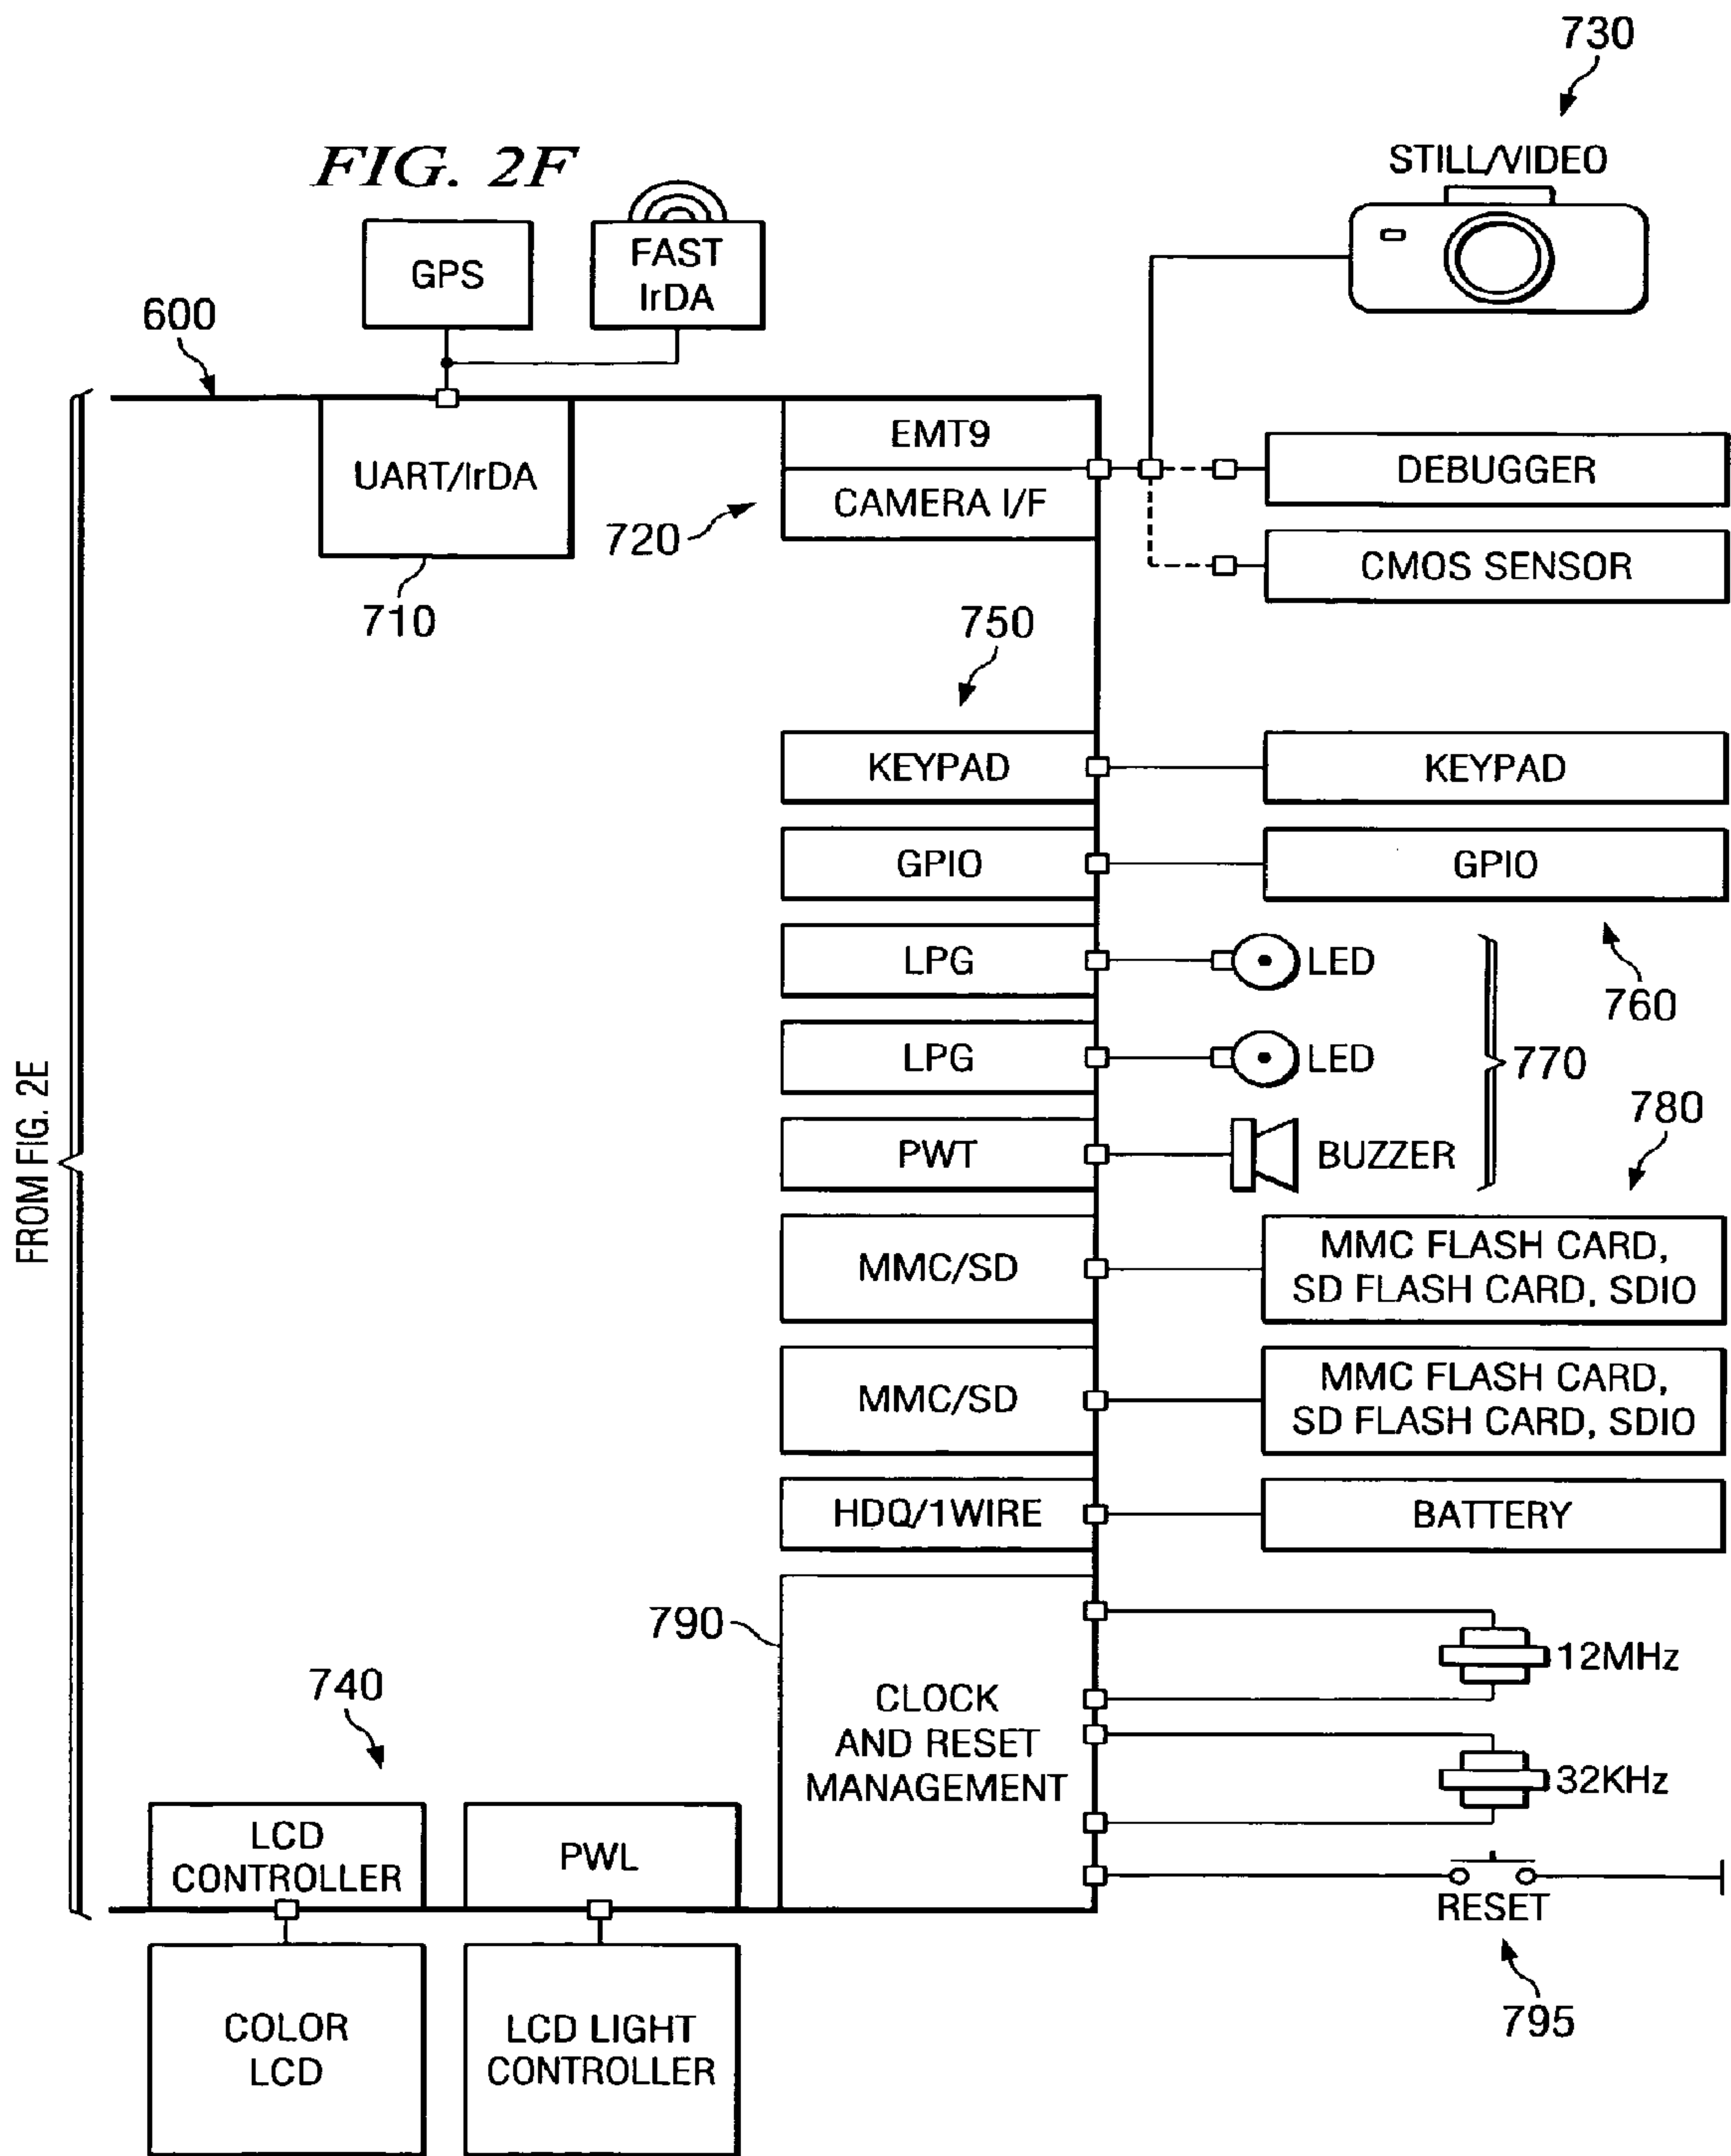 730
STILL/VIDEO
FIG. 2F
GPS
FAST
IrDA
600
EMT9
UART/IrDA
DEBUGGER
CAMERA I/F
720
CMOS SENSOR
710
750
KEYPAD
KEYPAD
GPIO
GPIO
LPG
LED
760
LPG
LED
770
FROM FIG. 2E
780
PWT
BUZZER
MMC/SD
MMC FLASH CARD,
SD FLASH CARD, SDIO
MMC/SD
MMC FLASH CARD,
SD FLASH CARD, SDIO
HDQ/1WIRE
BATTERY
790
12MHz
740
CLOCK
AND RESET
MANAGEMENT
32KHz
LCD
CONTROLLER
PWL
RESET
795
COLOR
LCD
LCD LIGHT
CONTROLLER